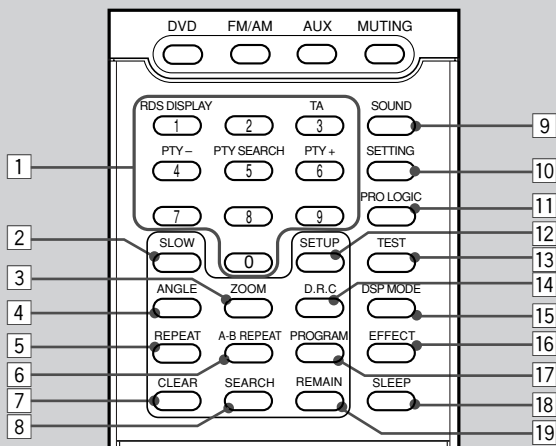 DVD FM/AM AUX MUTING
RDS DISPLAY TA SOUND
1 2 3 9
PTY – PTY SEARCH PTY + SETTING
1 4 5 6 10
PRO LOGIC 11
7 8 9 12
2 SLOW 0 SETUP TEST 13
3 ANGLE ZOOM D.R.C DSP MODE 14
4 15
5 REPEAT A-B REPEAT PROGRAM EFFECT 16
6 17
7 CLEAR SEARCH REMAIN SLEEP 18
8 19